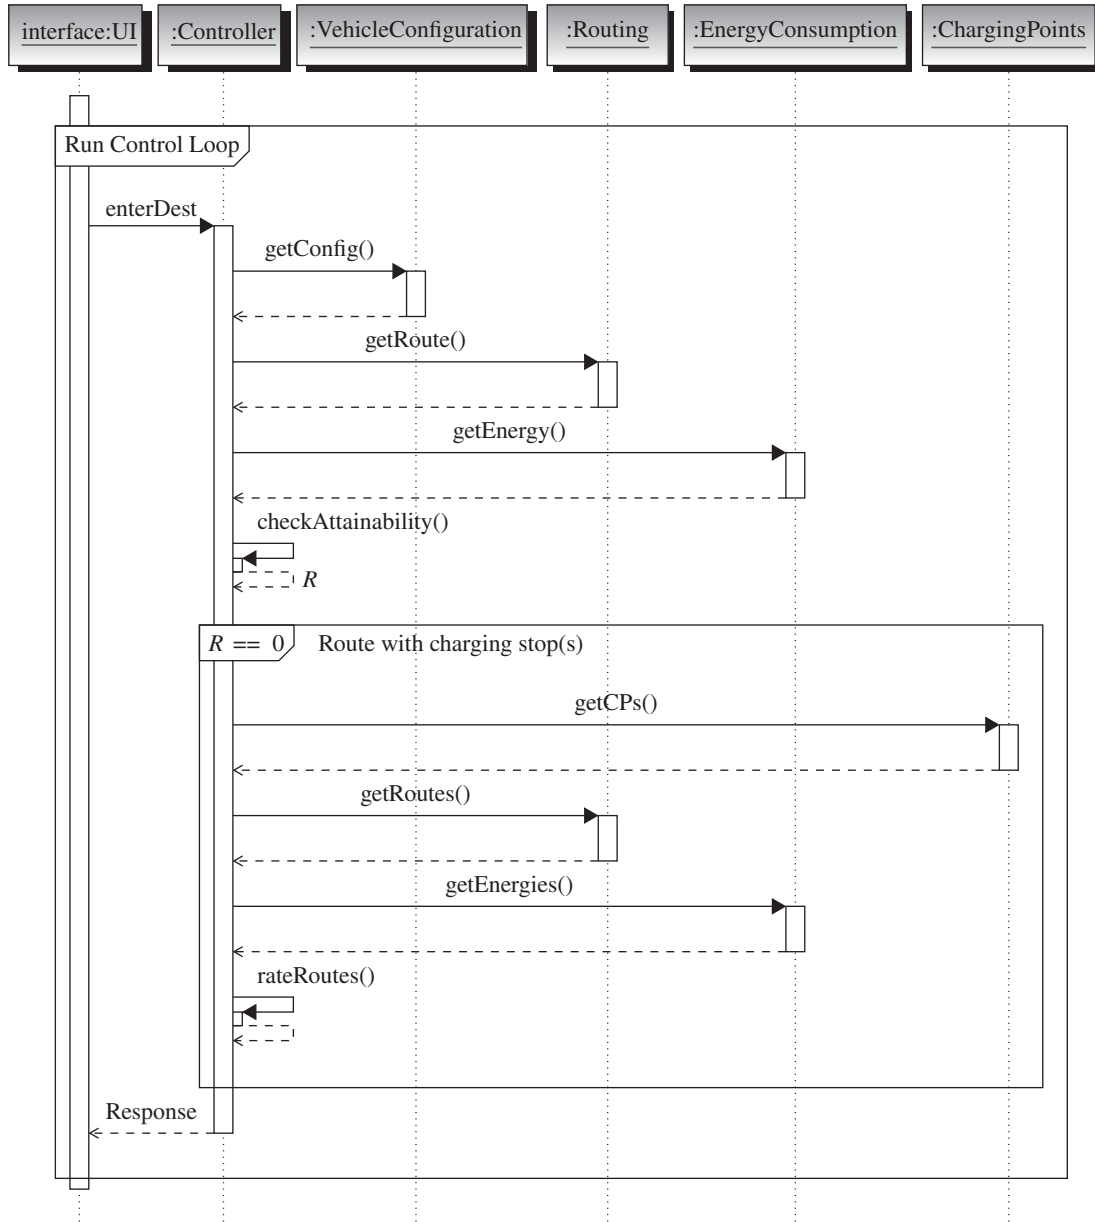 interface:UI
:Controller
:VehicleConfiguration
:Routing
:EnergyConsumption
:ChargingPoints
Run Control Loop
enterDest
getConfig()
getRoute()
getEnergy()
checkAttainability()
R
R == 0
Route with charging stop(s)
getCPs()
getRoutes()
getEnergies()
rateRoutes()
Response